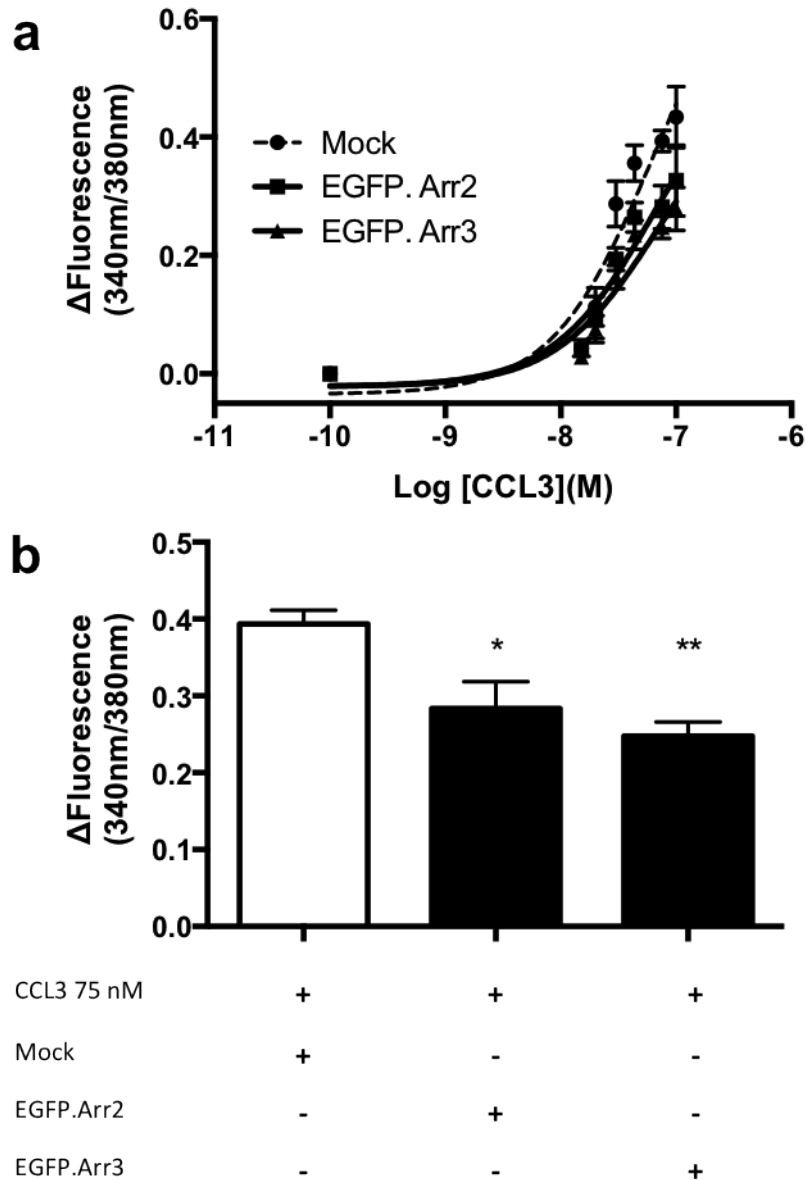 a
0.6
0.4
0.2
0.0
ΔFluorescence
(340nm/380nm)
Mock
EGFP. Arr2
EGFP. Arr3
-11 -10 -9 -8 -7 -6
Log [CCL3](M)
b
0.5
0.4
0.3
0.2
0.1
0.0
ΔFluorescence
(340nm/380nm)
* **
CCL3 75 nM + + +
Mock + - -
EGFP.Arr2 - + -
EGFP.Arr3 - - +